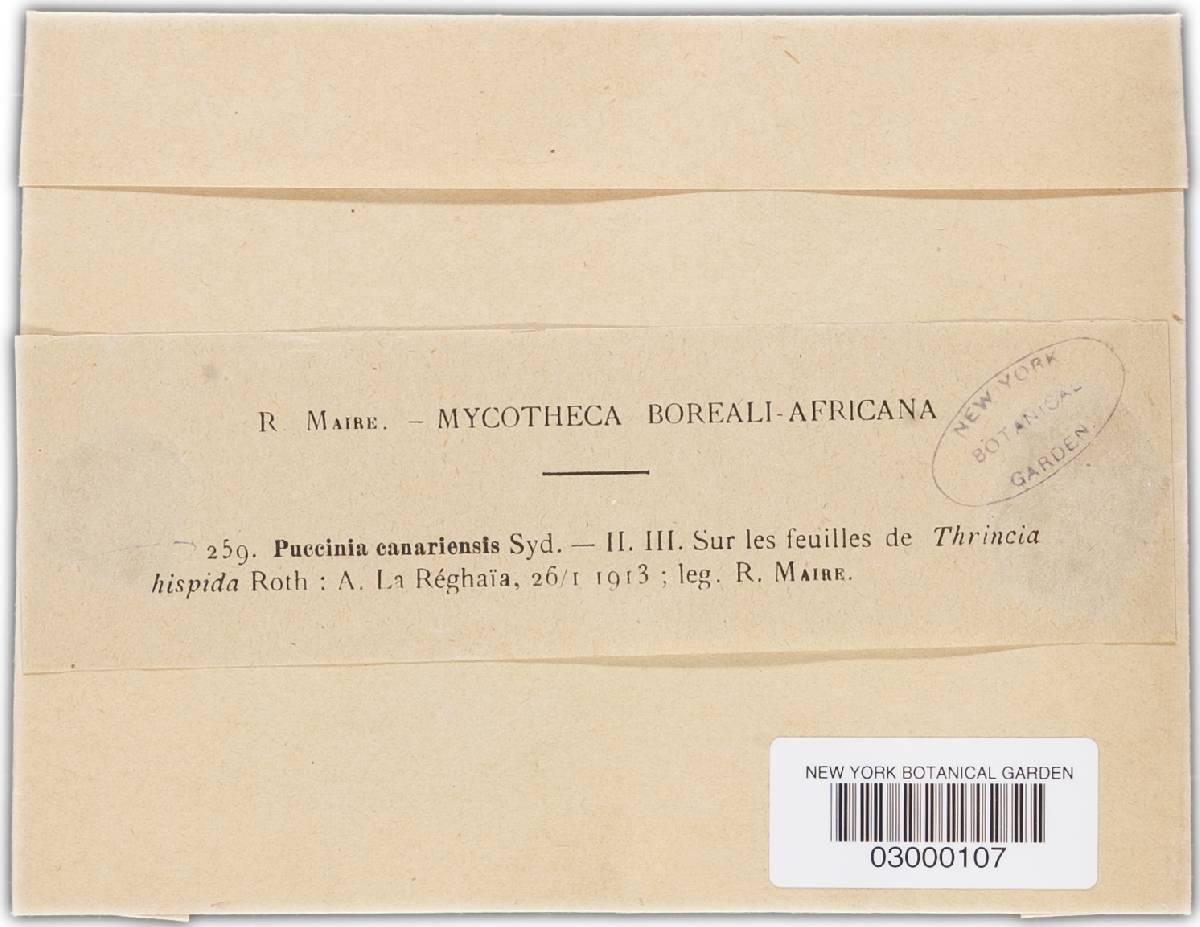 R. MAIRE. – MYCOTHECA BOREALI-AFRICANA
NEW YORK
BOTANICAL
GARDEN.
259. Puccinia canariensis Syd. — II. III. Sur les feuilles de Thrincia
hispida Roth : A. La Réghaïa, 26/1 1913 ; leg. R. MAIRE.
NEW YORK BOTANICAL GARDEN
03000107